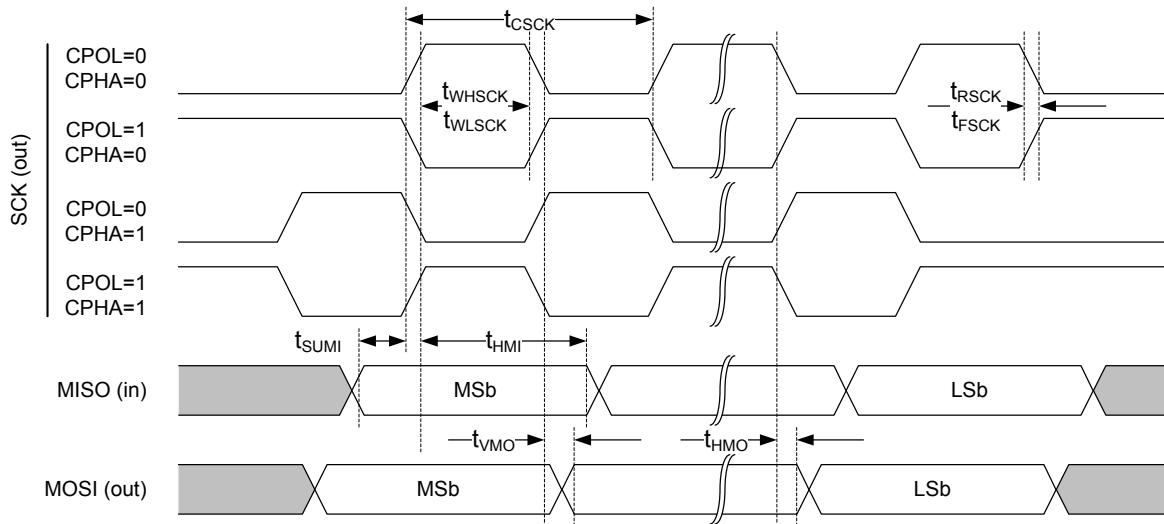 tCSCK
CPOL=0
CPHA=0
tWHSCK
tWLSCK
tRSCK
tFSCK
CPOL=1
CPHA=0
SCK (out)
CPOL=0
CPHA=1
CPOL=1
CPHA=1
tSUMI
tHMI
MISO (in)
MSb
LSb
tVMO
tHMO
MOSI (out)
MSb
LSb